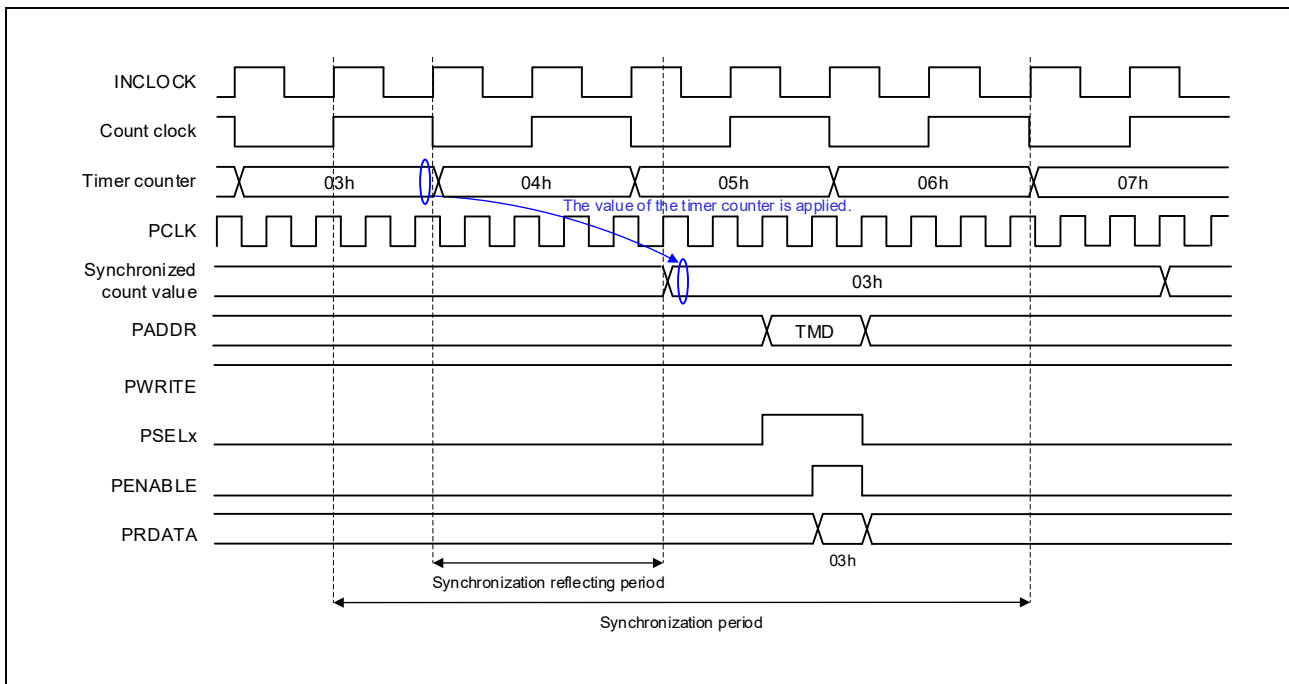 INCLOCK
Count clock
Timer counter
03h
04h
05h
06h
07h
The value of the timer counter is applied.
PCLK
Synchronized
count value
03h
PADDR
TMD
PWRITE
PSELx
PENABLE
PRDATA
03h
Synchronization reflecting period
Synchronization period